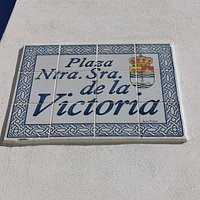 Plaza
Ntra. Sra.
de la
Victoria